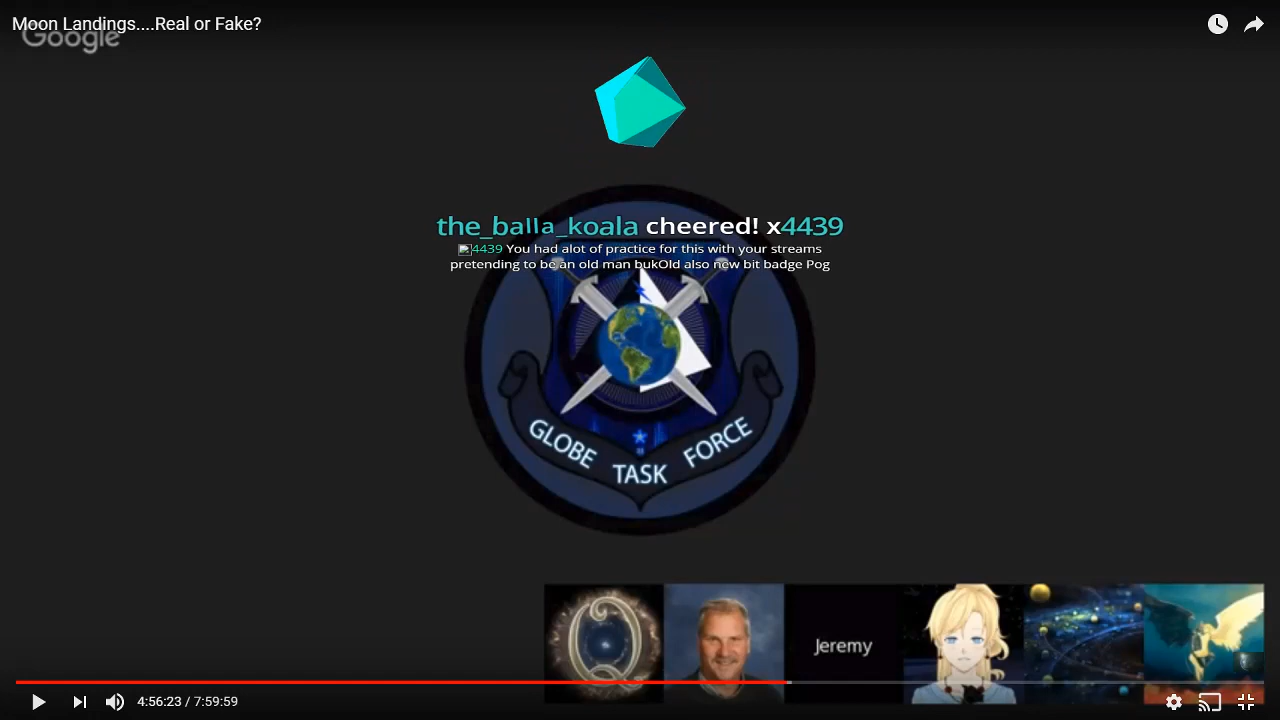 Moon Landings....Real or Fake?
Google
the_balla_koala cheered! x4439
4439 You had alot of practice for this with your streams
pretending to be an old man bukOld also new bit badge Pog
GLOBE TASK FORCE
Q
Jeremy
4:56:23 / 7:59:59